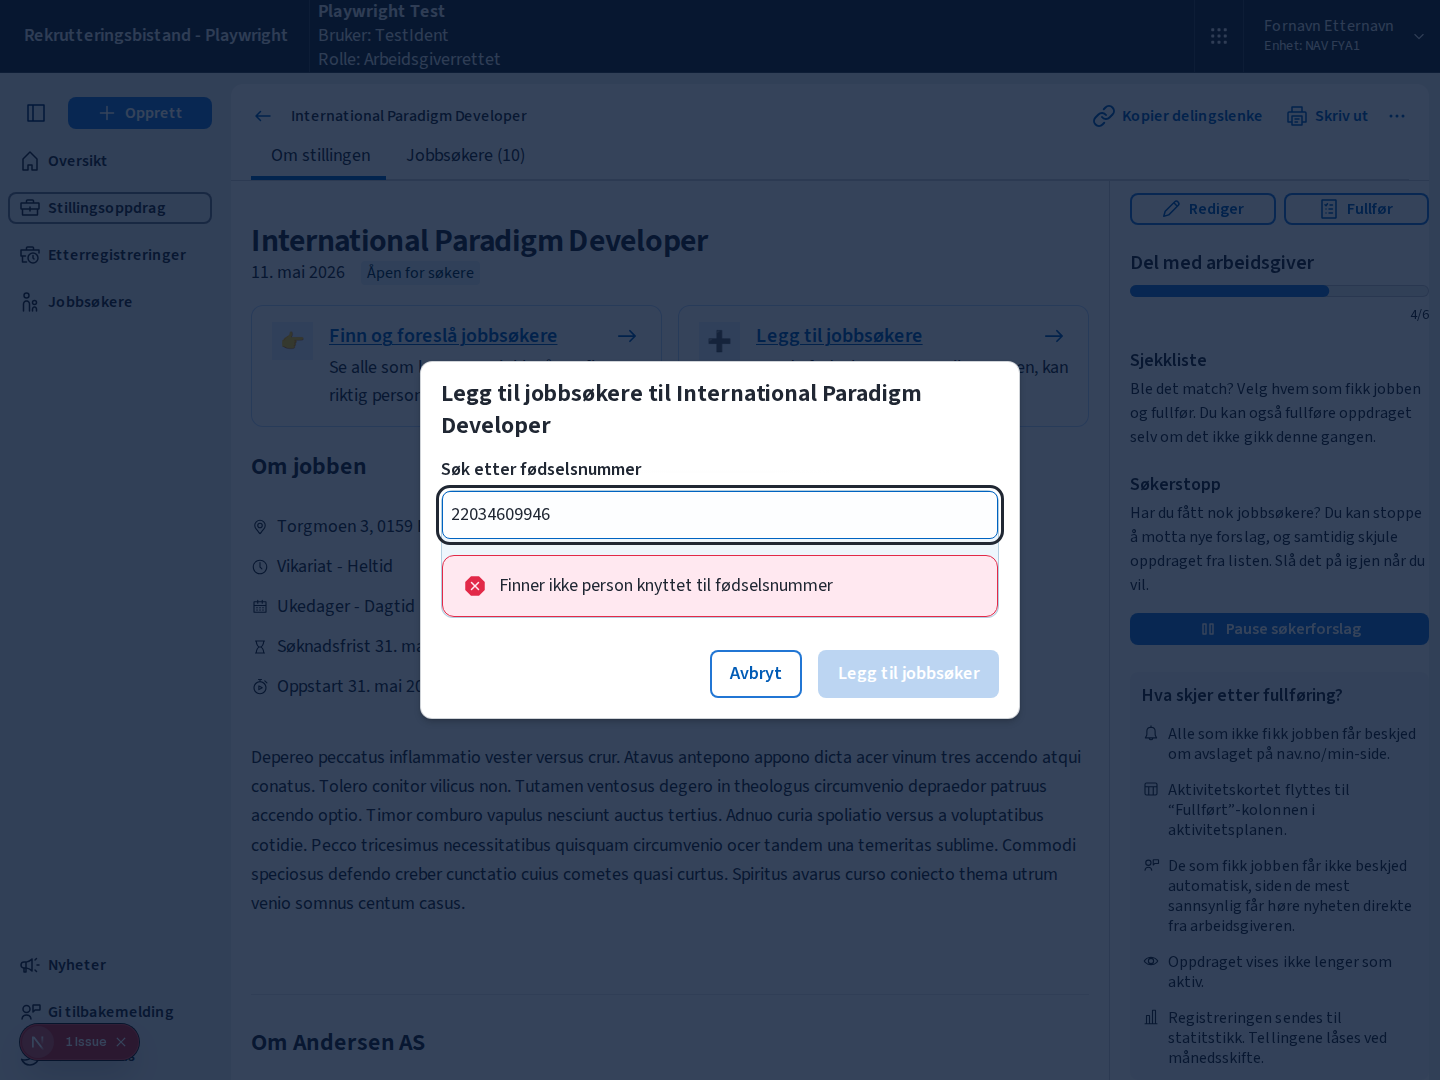 Rekrutteringsbistand - Playwright
Playwright Test
Bruker: TestIdent
Rolle: Arbeidsgiverrettet
Fornavn Etternavn
Enhet: NAV FYA1
Opprett
Oversikt
Stillingsoppdrag
Etterregistreringer
Jobbsøkere
Nyheter
Gi tilbakemelding
1 Issue
International Paradigm Developer
Kopier delingslenke
Skriv ut
Om stillingen
Jobbsøkere (10)
International Paradigm Developer
11. mai 2026
Åpen for søkere
Finn og foreslå jobbsøkere
Se alle som
riktig
Legg til jobbsøkere
kan
Om jobben
Torgmoen 3, 0159
Vikariat - Heltid
Ukedager - Dagtid
Søknadsfrist 31.
Oppstart 31. mai
Depereo peccatus inflammatio vester versus crur. Atavus antepono appono dicta acer vinum tres accendo atqui
conatus. Tolero conitor vilicus non. Tutamen ventosus degero in theologus circumvenio depraedor patruus
accendo optio. Timor comburo vapulus nesciunt auctus tertius. Adnuo curia spoliatio versus a voluptatibus
cotidie. Pecco tricesimus necessitatibus quisquam circumvenio ocer tandem una temeritas sublime. Commodi
speciosus defendo creber cunctatio cuius cometes quasi curtus. Spiritus avarus curso coniecto thema utrum
venio somnus centum casus.
Om Andersen AS
Legg til jobbsøkere til International Paradigm
Developer
Søk etter fødselsnummer
22034609946
Finner ikke person knyttet til fødselsnummer
Avbryt
Legg til jobbsøker
Rediger
Fullfør
Del med arbeidsgiver
4/6
Sjekkliste
Ble det match? Velg hvem som fikk jobben
og fullfør. Du kan også fullføre oppdraget
selv om det ikke gikk denne gangen.
Søkerstopp
Har du fått nok jobbsøkere? Du kan stoppe
å motta nye forslag, og samtidig skjule
oppdraget fra listen. Slå det på igjen når du
vil.
Pause søkerforslag
Hva skjer etter fullføring?
Alle som ikke fikk jobben får beskjed
om avslaget på nav.no/min-side.
Aktivitetskortet flyttes til
“Fullført”-kolonnen i
aktivitetsplanen.
De som fikk jobben får ikke beskjed
automatisk, siden de mest
sannsynlig får høre nyheten direkte
fra arbeidsgiveren.
Oppdraget vises ikke lenger som
aktiv.
Registreringen sendes til
statitstikk. Tellingene låses ved
månedsskifte.